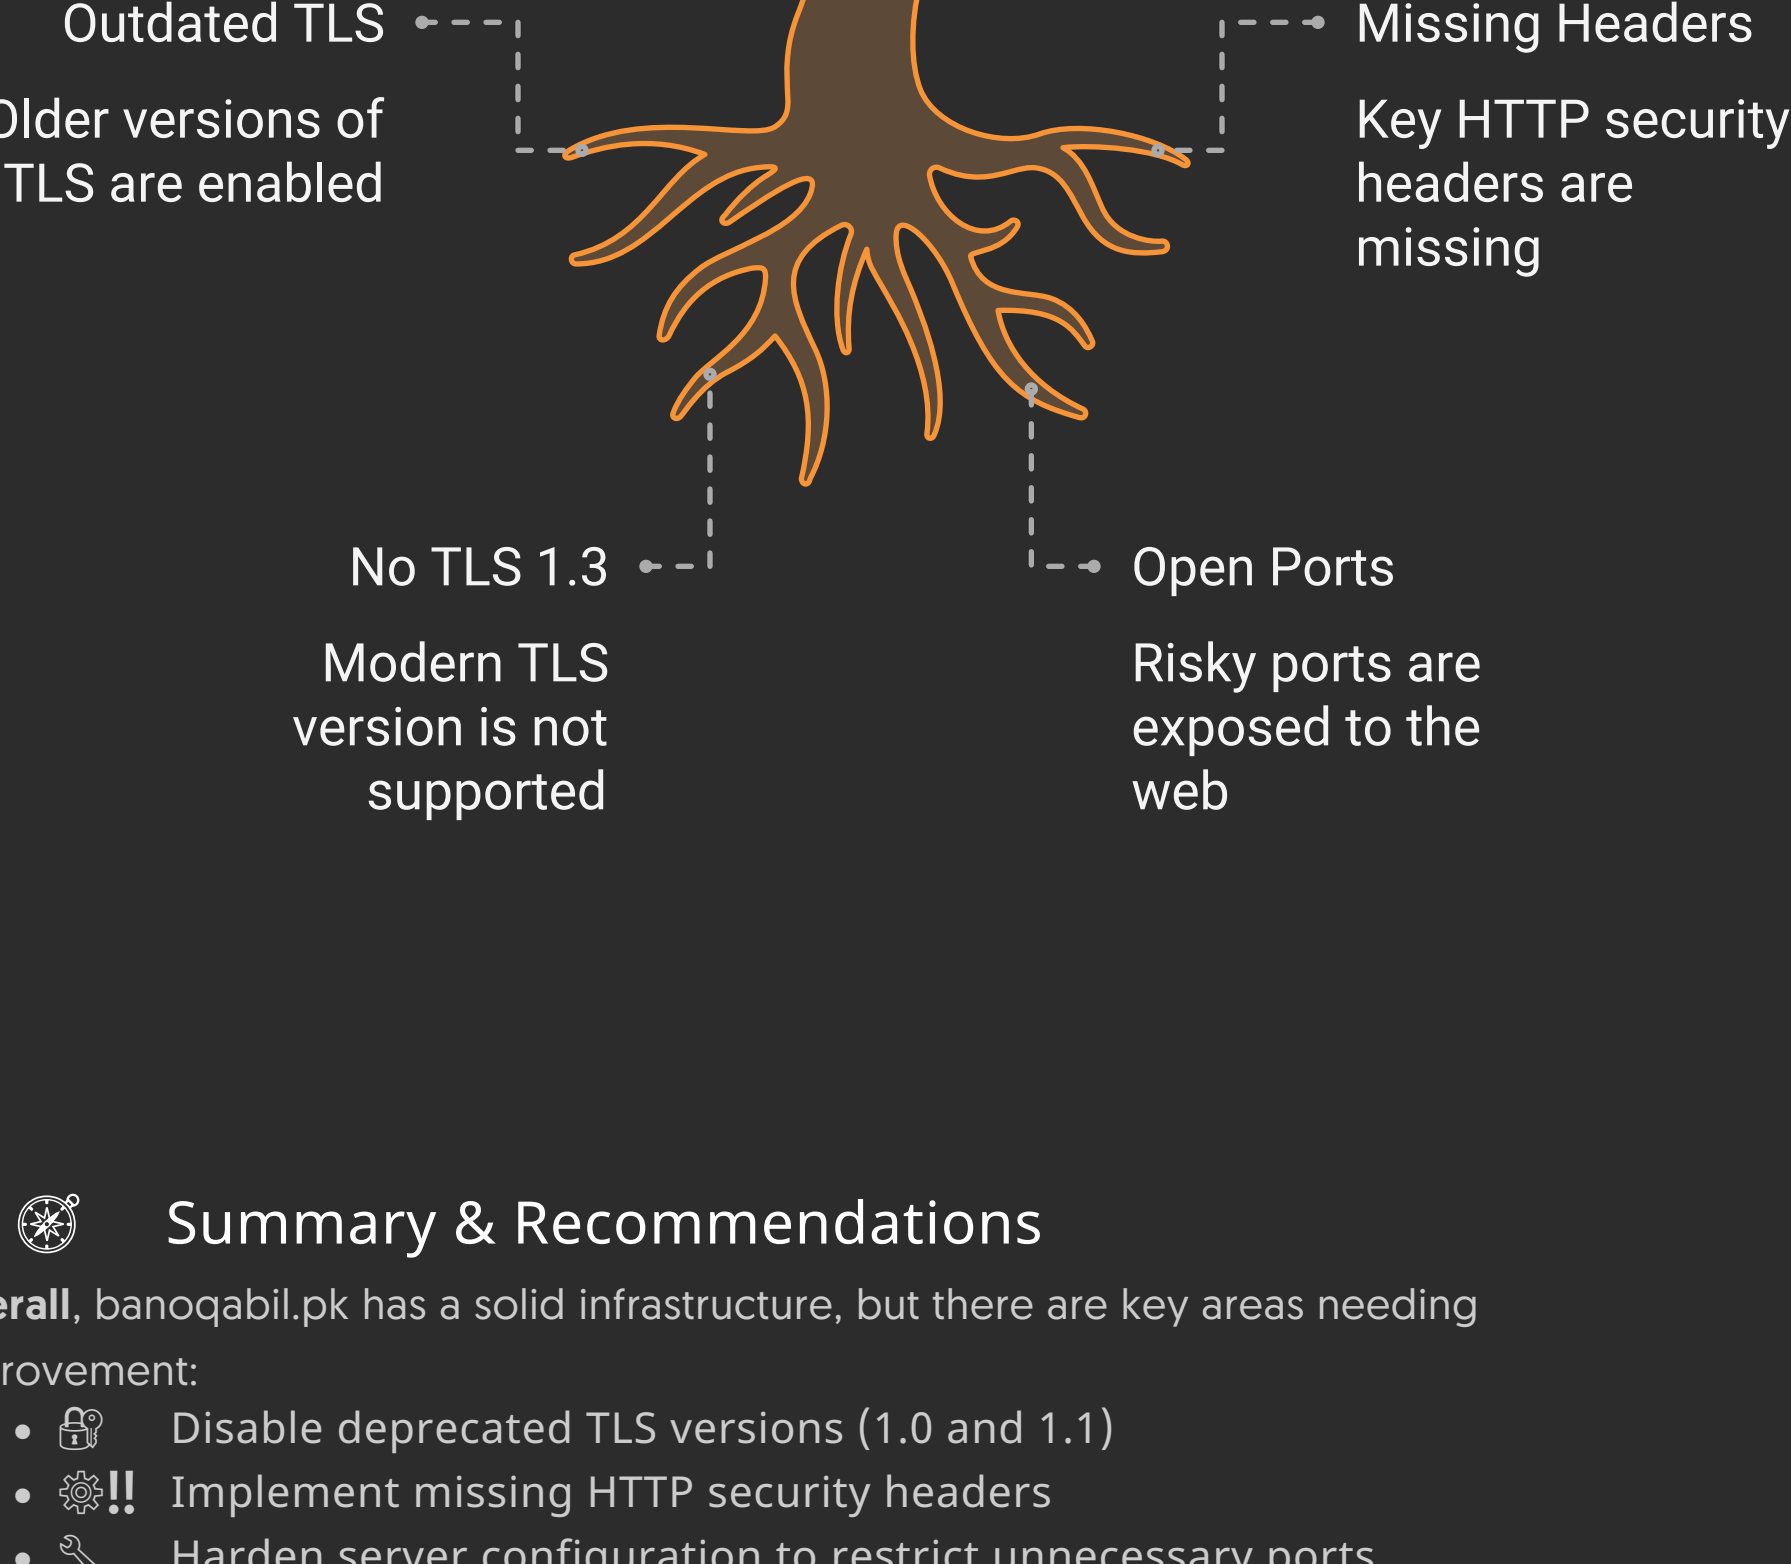 Outdated TLS
Older versions of
TLS are enabled
Missing Headers
Key HTTP security
headers are
missing
No TLS 1.3
Modern TLS
version is not
supported
Open Ports
Risky ports are
exposed to the
web
Summary & Recommendations
erall, banoqabil.pk has a solid infrastructure, but there are key areas needing
rovement:
• Disable deprecated TLS versions (1.0 and 1.1)
• ‼ Implement missing HTTP security headers
• Harden server configuration to restrict unnecessary ports